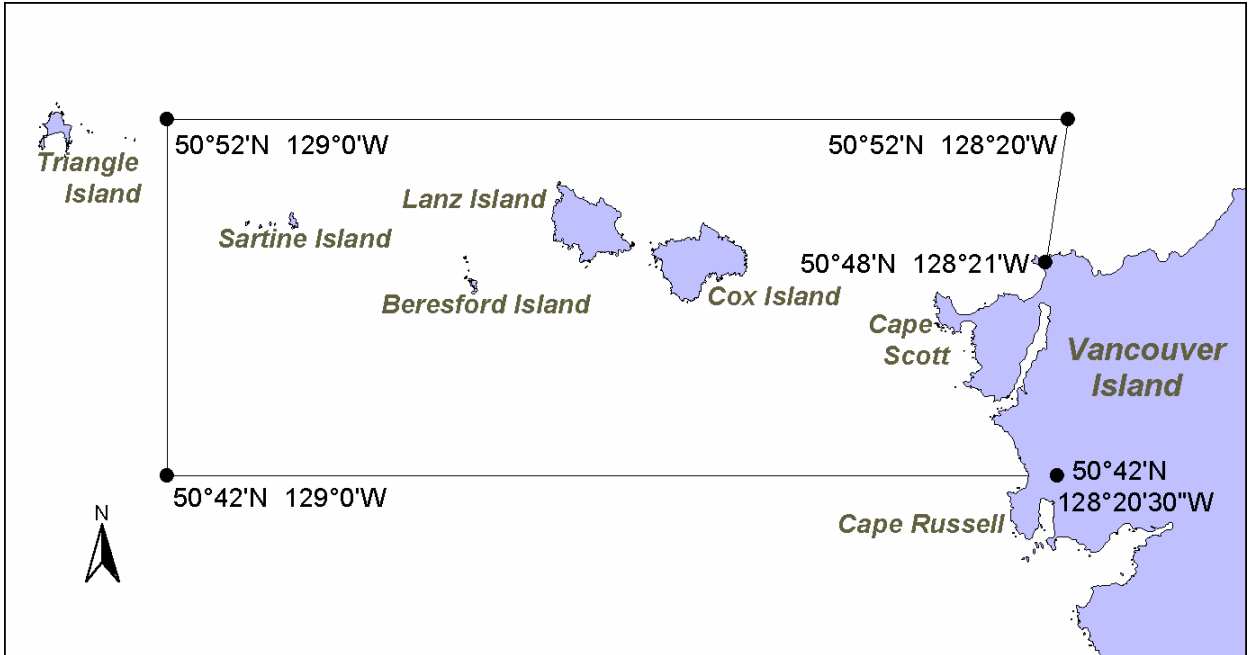 50°52'N 129°0'W
50°52'N 128°20'W
Triangle
Island
Lanz Island
Sartine Island
50°48'N 128°21'W
Beresford Island
Cox Island
Cape
Scott
Vancouver
Island
50°42'N
128°20'30"W
50°42'N 129°0'W
Cape Russell
N